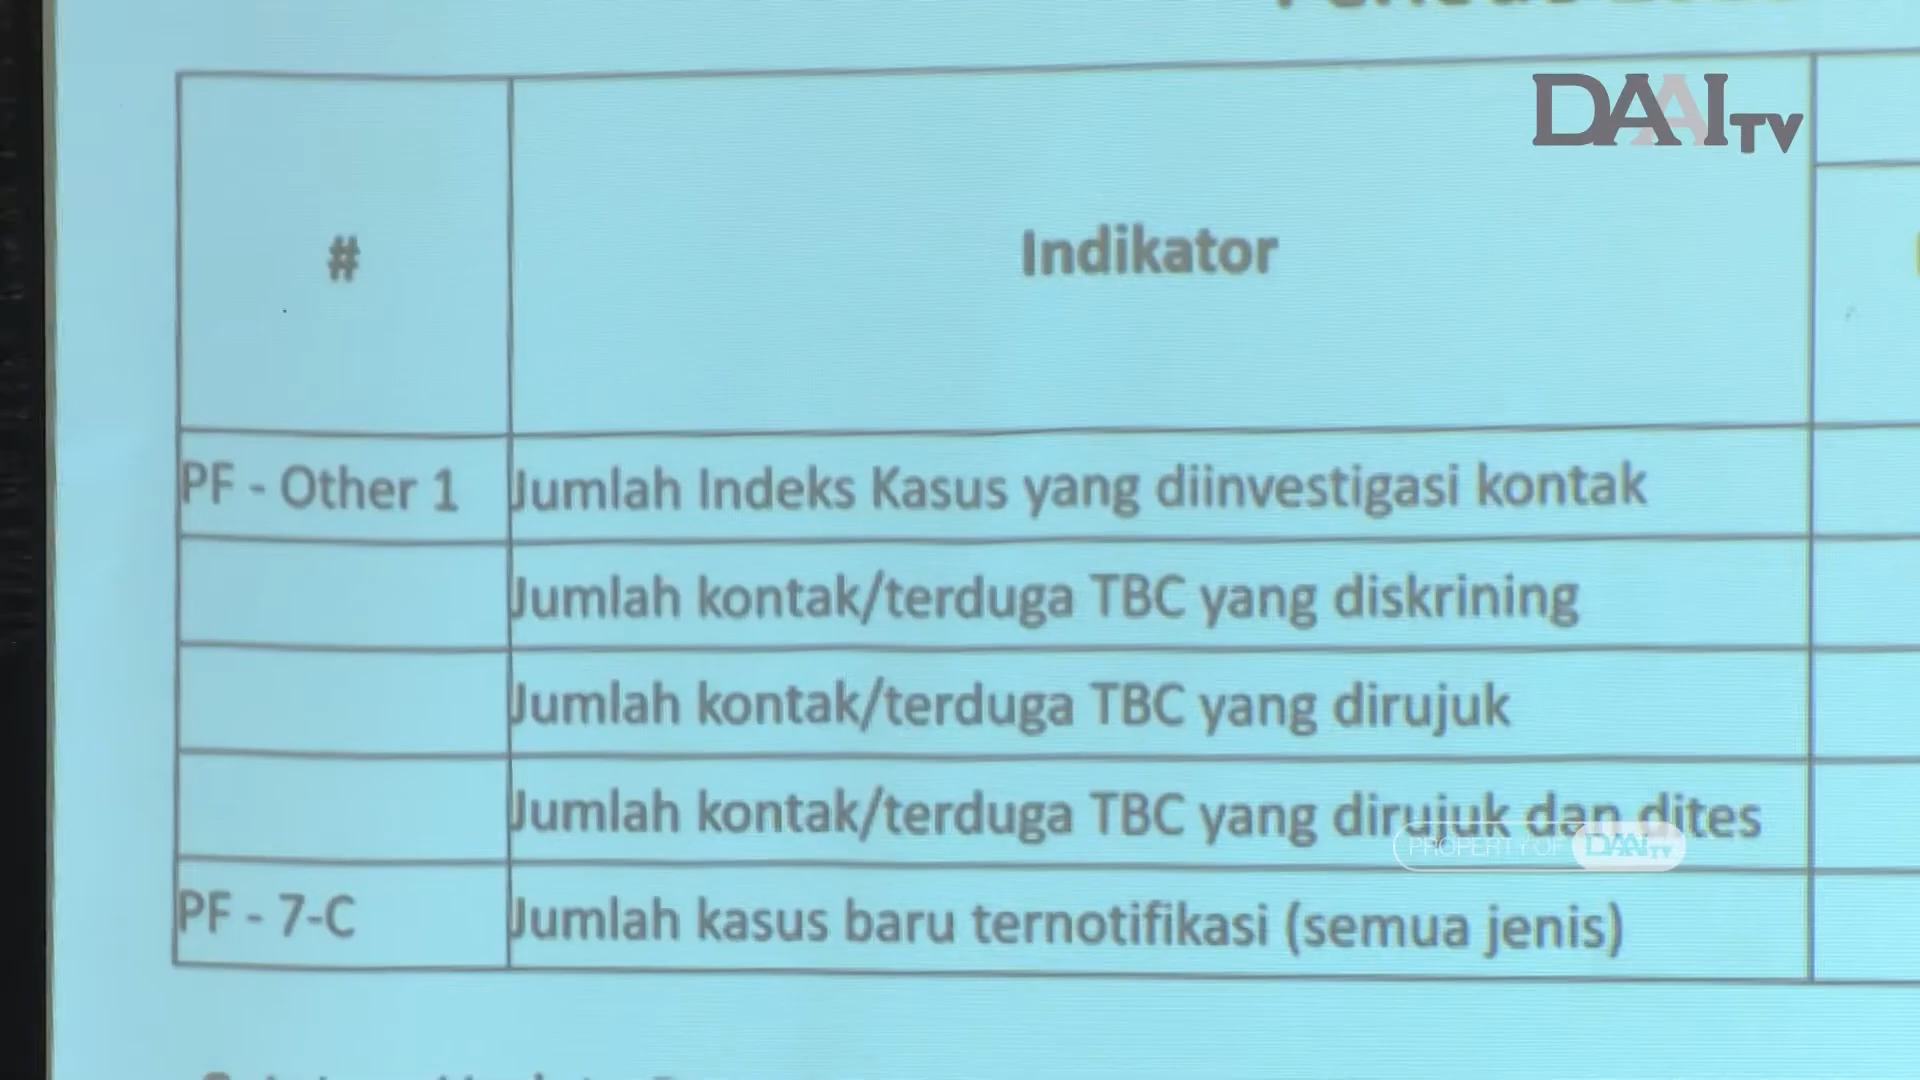 DAAI TV
# Indikator
PF - Other 1 Jumlah Indeks Kasus yang diinvestigasi kontak
Jumlah kontak/terduga TBC yang diskrining
Jumlah kontak/terduga TBC yang dirujuk
Jumlah kontak/terduga TBC yang dirujuk dan dites
PROPERTY OF DAAI TV
PF - 7-C Jumlah kasus baru ternotifikasi (semua jenis)